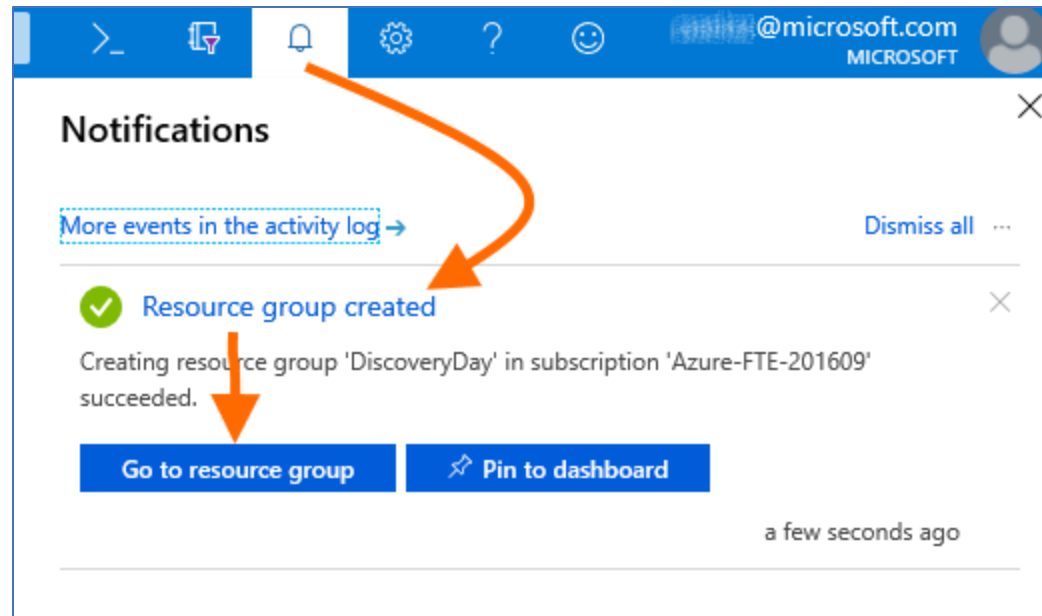 @microsoft.com
MICROSOFT
Notifications
More events in the activity log →
Dismiss all ...
Resource group created
Creating resource group 'DiscoveryDay' in subscription 'Azure-FTE-201609'
succeeded.
Go to resource group
Pin to dashboard
a few seconds ago